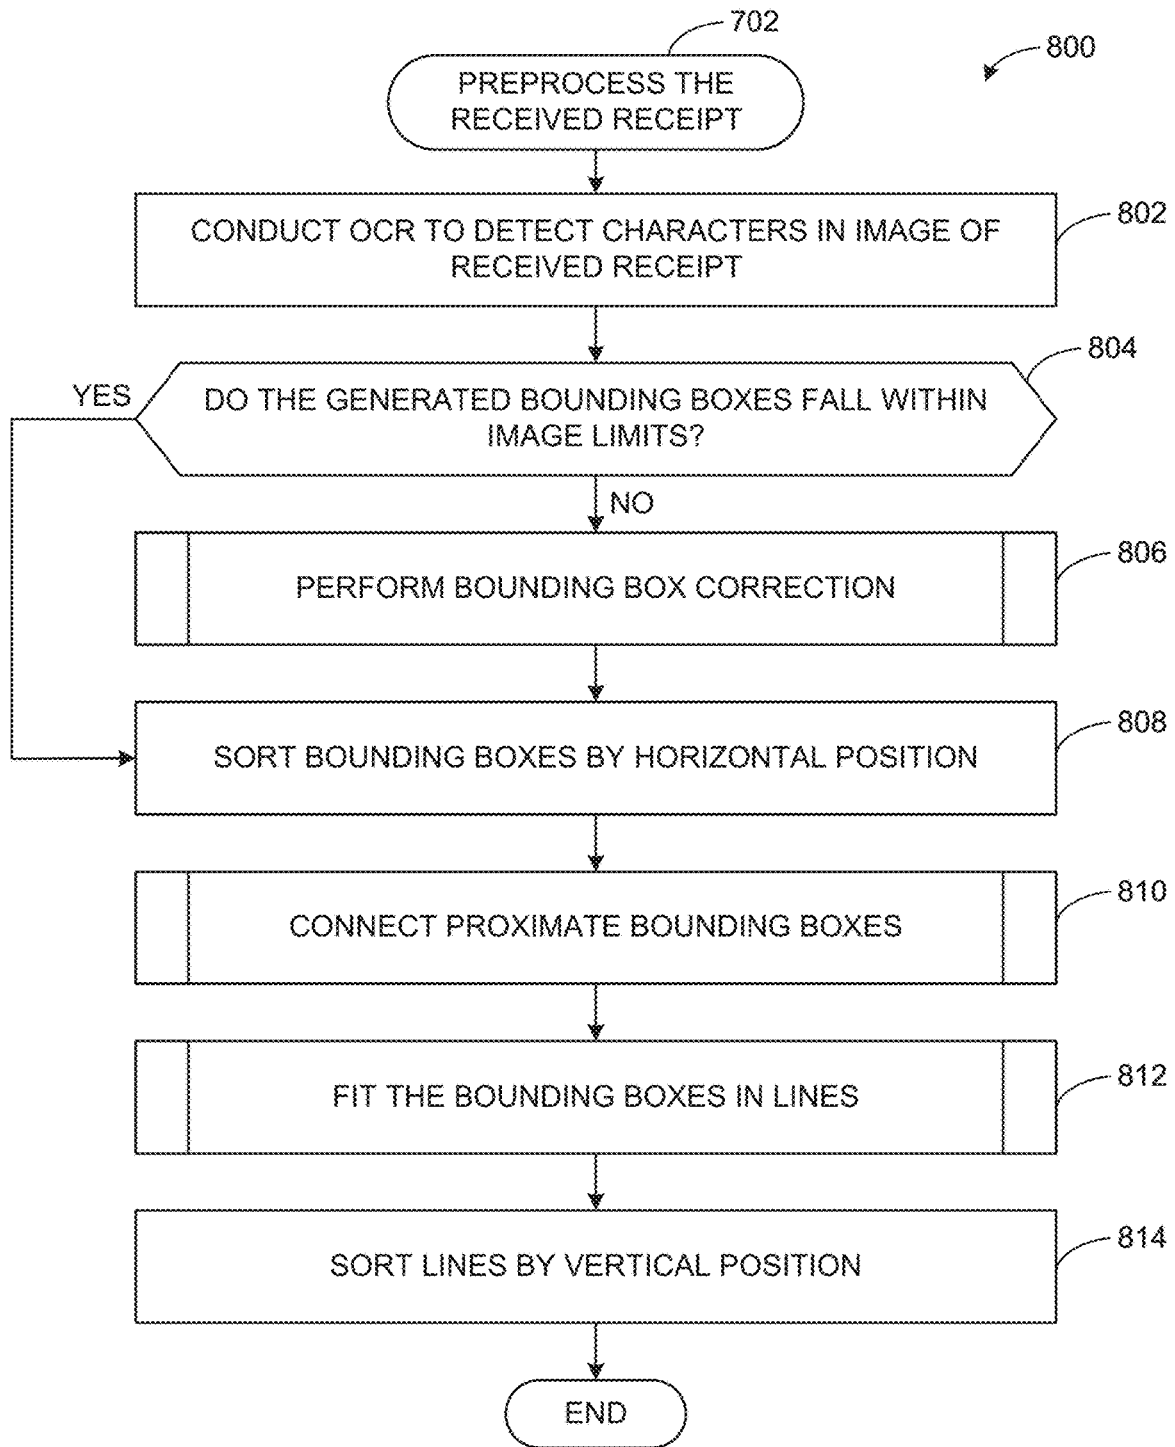 702
800
PREPROCESS THE
RECEIVED RECEIPT
802
CONDUCT OCR TO DETECT CHARACTERS IN IMAGE OF
RECEIVED RECEIPT
804
YES
DO THE GENERATED BOUNDING BOXES FALL WITHIN
IMAGE LIMITS?
NO
806
PERFORM BOUNDING BOX CORRECTION
808
SORT BOUNDING BOXES BY HORIZONTAL POSITION
810
CONNECT PROXIMATE BOUNDING BOXES
812
FIT THE BOUNDING BOXES IN LINES
814
SORT LINES BY VERTICAL POSITION
END